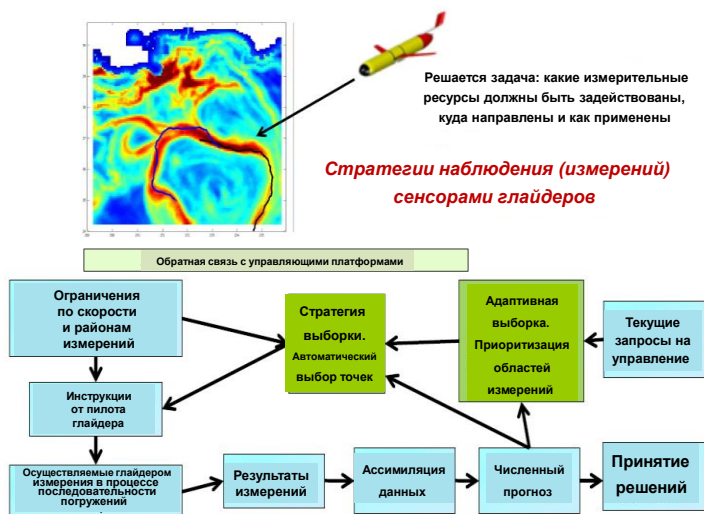 Решается задача: какие измерительные
ресурсы должны быть задействованы,
куда направлены и как применены
Стратегии наблюдения (измерений)
сенсорами глайдеров
Обратная связь с управляющими платформами
Ограничения
по скорости
и районам
измерений
Стратегия
выборки.
Автоматический
выбор точек
Адаптивная
выборка.
Приоритизация
областей
измерений
Текущие
запросы на
управление
Инструкции
от пилота
глайдера
Осуществляемые глайдером
измерения в процессе
последовательности
погружений
Результаты
измерений
Ассимиляция
данных
Численный
прогноз
Принятие
решений